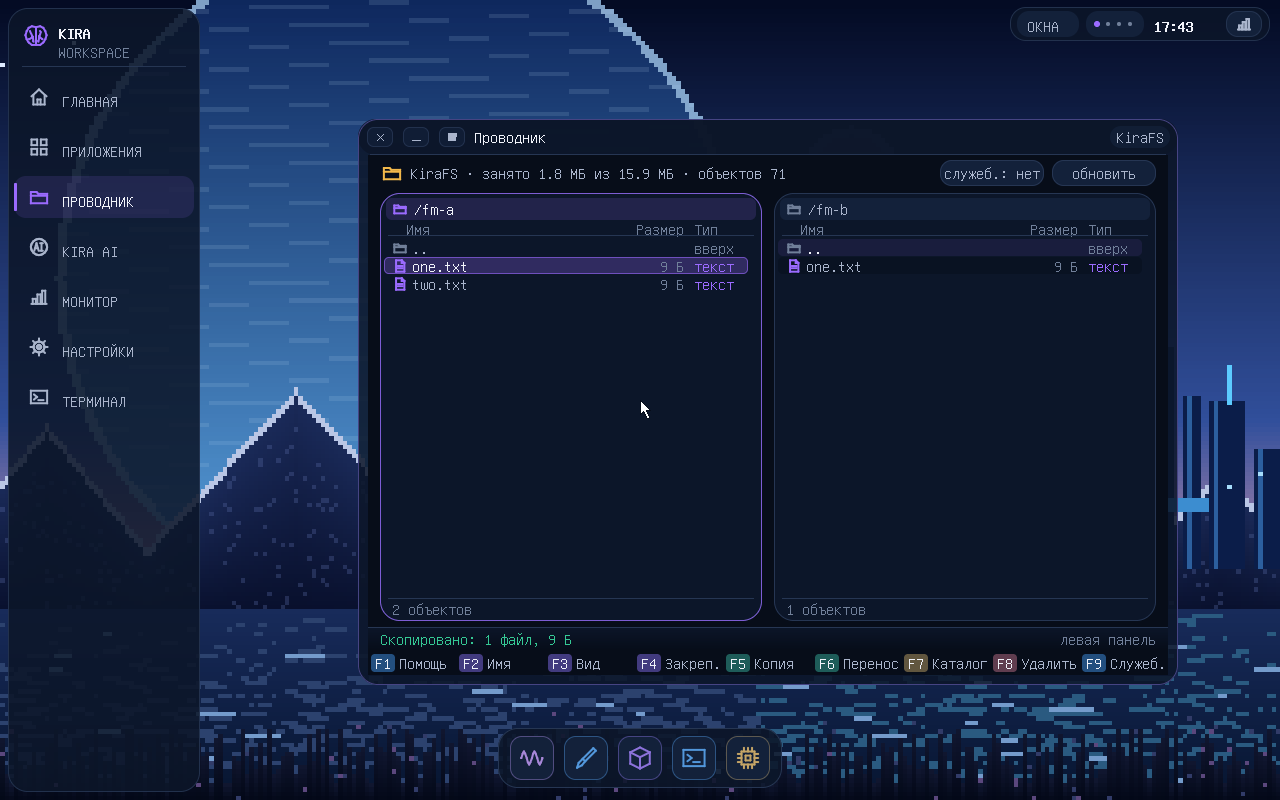 KIRA
WORKSPACE
ГЛАВНАЯ
ПРИЛОЖЕНИЯ
ПРОВОДНИК
KIRA AI
МОНИТОР
НАСТРОЙКИ
ТЕРМИНАЛ
ОКНА
17:43
Проводник
KiraFS
KiraFS · занято 1.8 МБ из 15.9 МБ · объектов 71
служеб.: нет
обновить
/fm-a
Имя Размер Тип
.. вверх
one.txt 9 Б текст
two.txt 9 Б текст
2 объектов
/fm-b
Имя Размер Тип
.. вверх
one.txt 9 Б текст
1 объектов
Скопировано: 1 файл, 9 Б
левая панель
F1 Помощь F2 Имя F3 Вид F4 Закреп. F5 Копия F6 Перенос F7 Каталог F8 Удалить F9 Служеб.